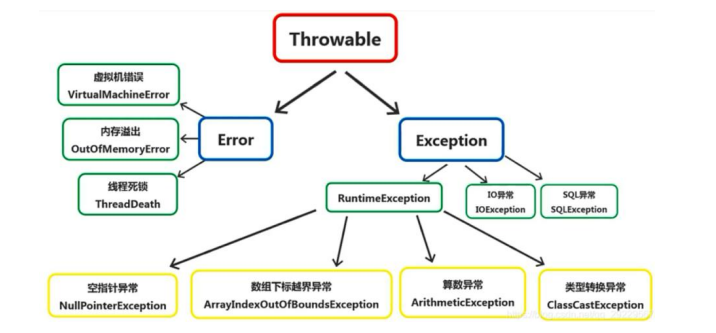 Throwable
虚拟机错误
VirtualMachineError
内存溢出
OutOfMemoryError
线程死锁
ThreadDeath
Error
Exception
RuntimeException
IO异常
IOException
SQL异常
SQLException
空指针异常
NullPointerException
数组下标越界异常
ArrayIndexOutOfBoundsException
算数异常
ArithmeticException
类型转换异常
ClassCastException